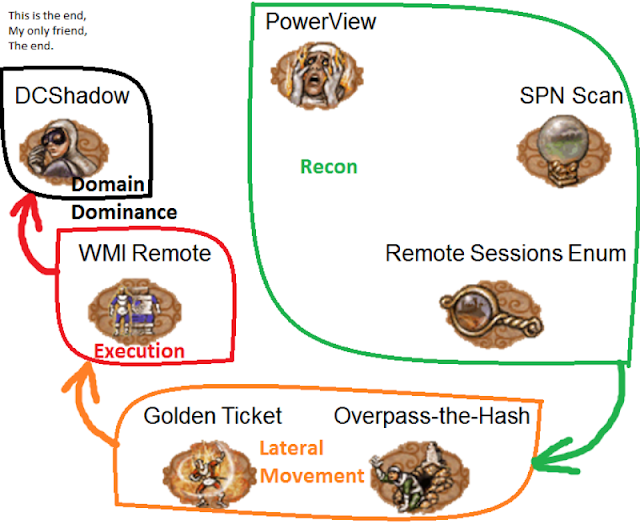 This is the end,
My only friend,
The end.
PowerView
DCShadow
SPN Scan
Recon
Domain
Dominance
WMI Remote
Remote Sessions Enum
Execution
Golden Ticket
Overpass-the-Hash
Lateral
Movement